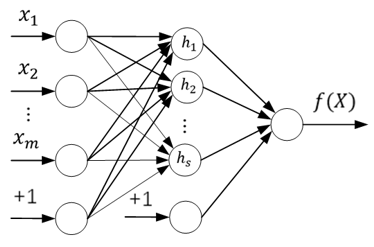 x₁
h₁
x₂
h₂
f(X)
⋮
⋮
xₘ
hₛ
+1
+1